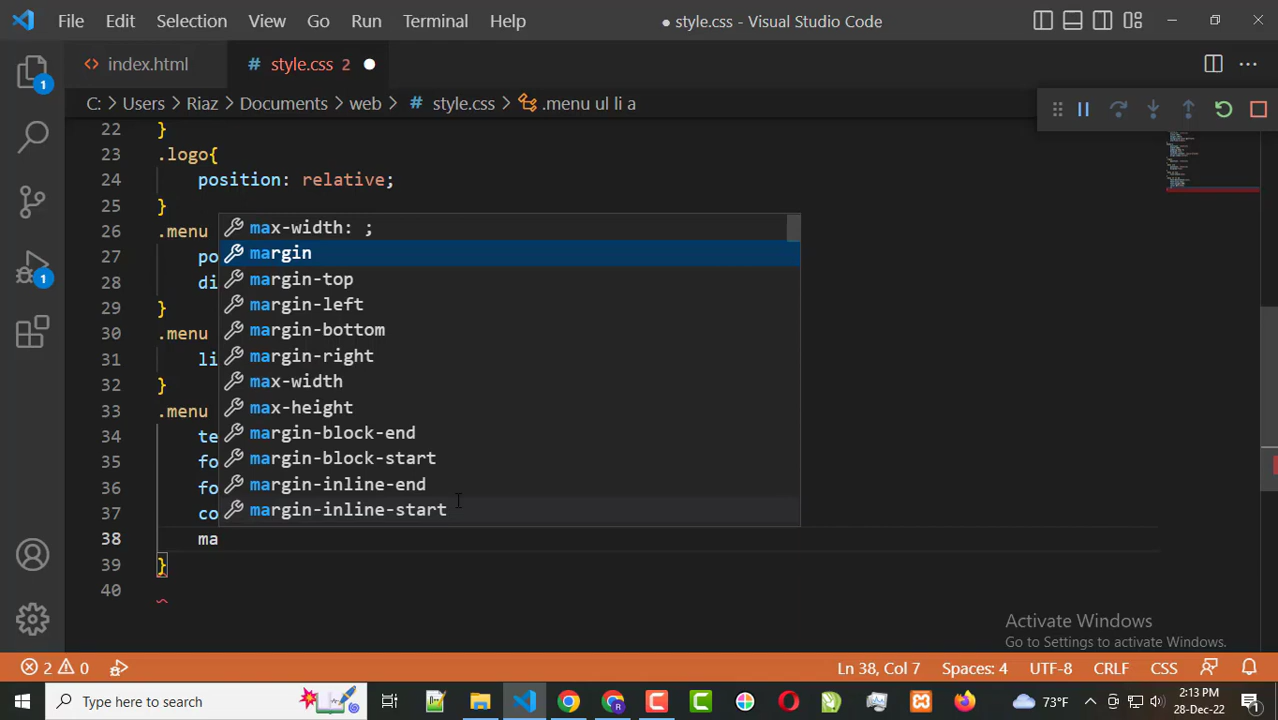 File Edit Selection View Go Run Terminal Help
● style.css - Visual Studio Code
<> index.html
# style.css 2 ●
C: > Users > Riaz > Documents > web > # style.css > .menu ul li a
22 }
23 .logo{
24 position: relative;
25 }
26 .menu
27 po
28 di
29 }
30 .menu
31 li
32 }
33 .menu
34 te
35 fo
36 fo
37 co
38 ma
39 }
40
max-width: ;
margin
margin-top
margin-left
margin-bottom
margin-right
max-width
max-height
margin-block-end
margin-block-start
margin-inline-end
margin-inline-start
1
1
Activate Windows
Go to Settings to activate Windows.
2 0 Ln 38, Col 7 Spaces: 4 UTF-8 CRLF CSS
Type here to search
73°F
2:13 PM
28-Dec-22
1